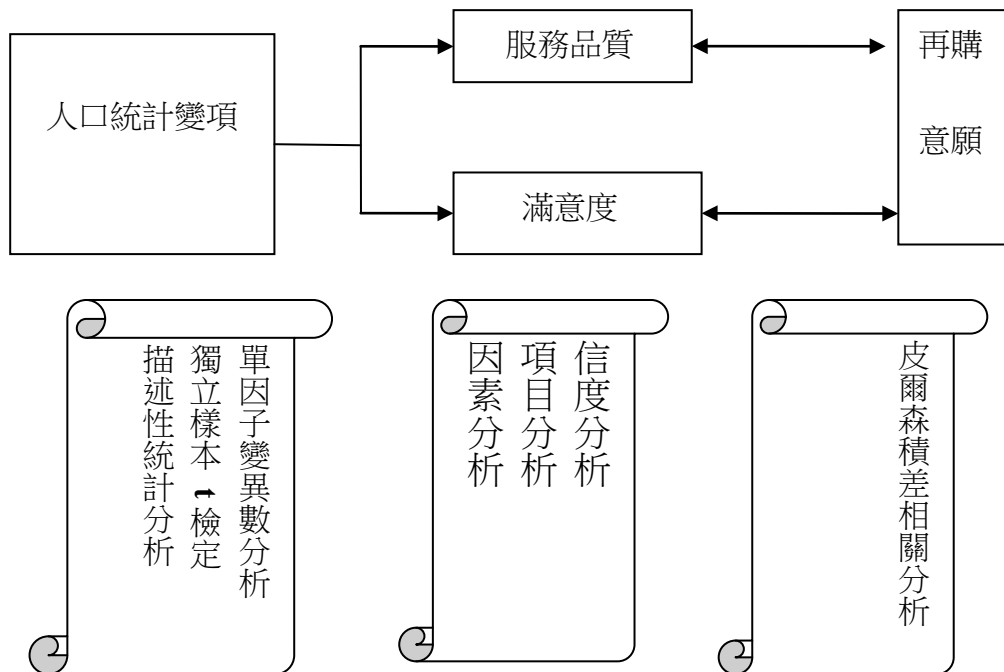 人口統計變項
服務品質
滿意度
再購
意願
單因子變異數分析
獨立樣本 t 檢定
描述性統計分析
信度分析
項目分析
因素分析
皮爾森積差相關分析